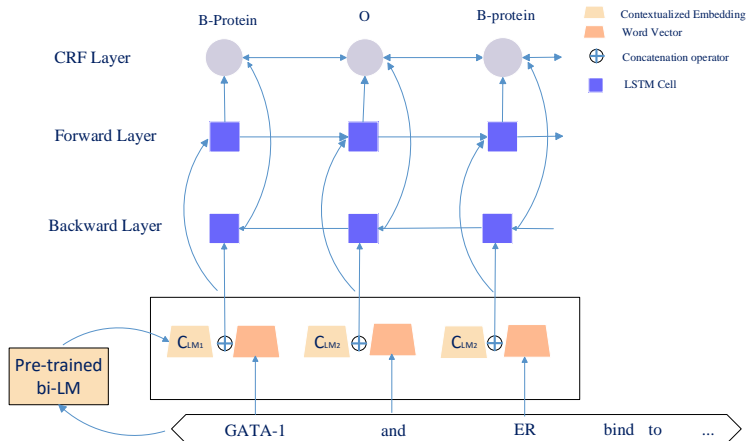 B-Protein O B-protein
Contextualized Embedding
Word Vector
Concatenation operator
LSTM Cell
CRF Layer
Forward Layer
Backward Layer
CLM1 CLM2 CLM2
Pre-trained
bi-LM
GATA-1 and ER bind to ...